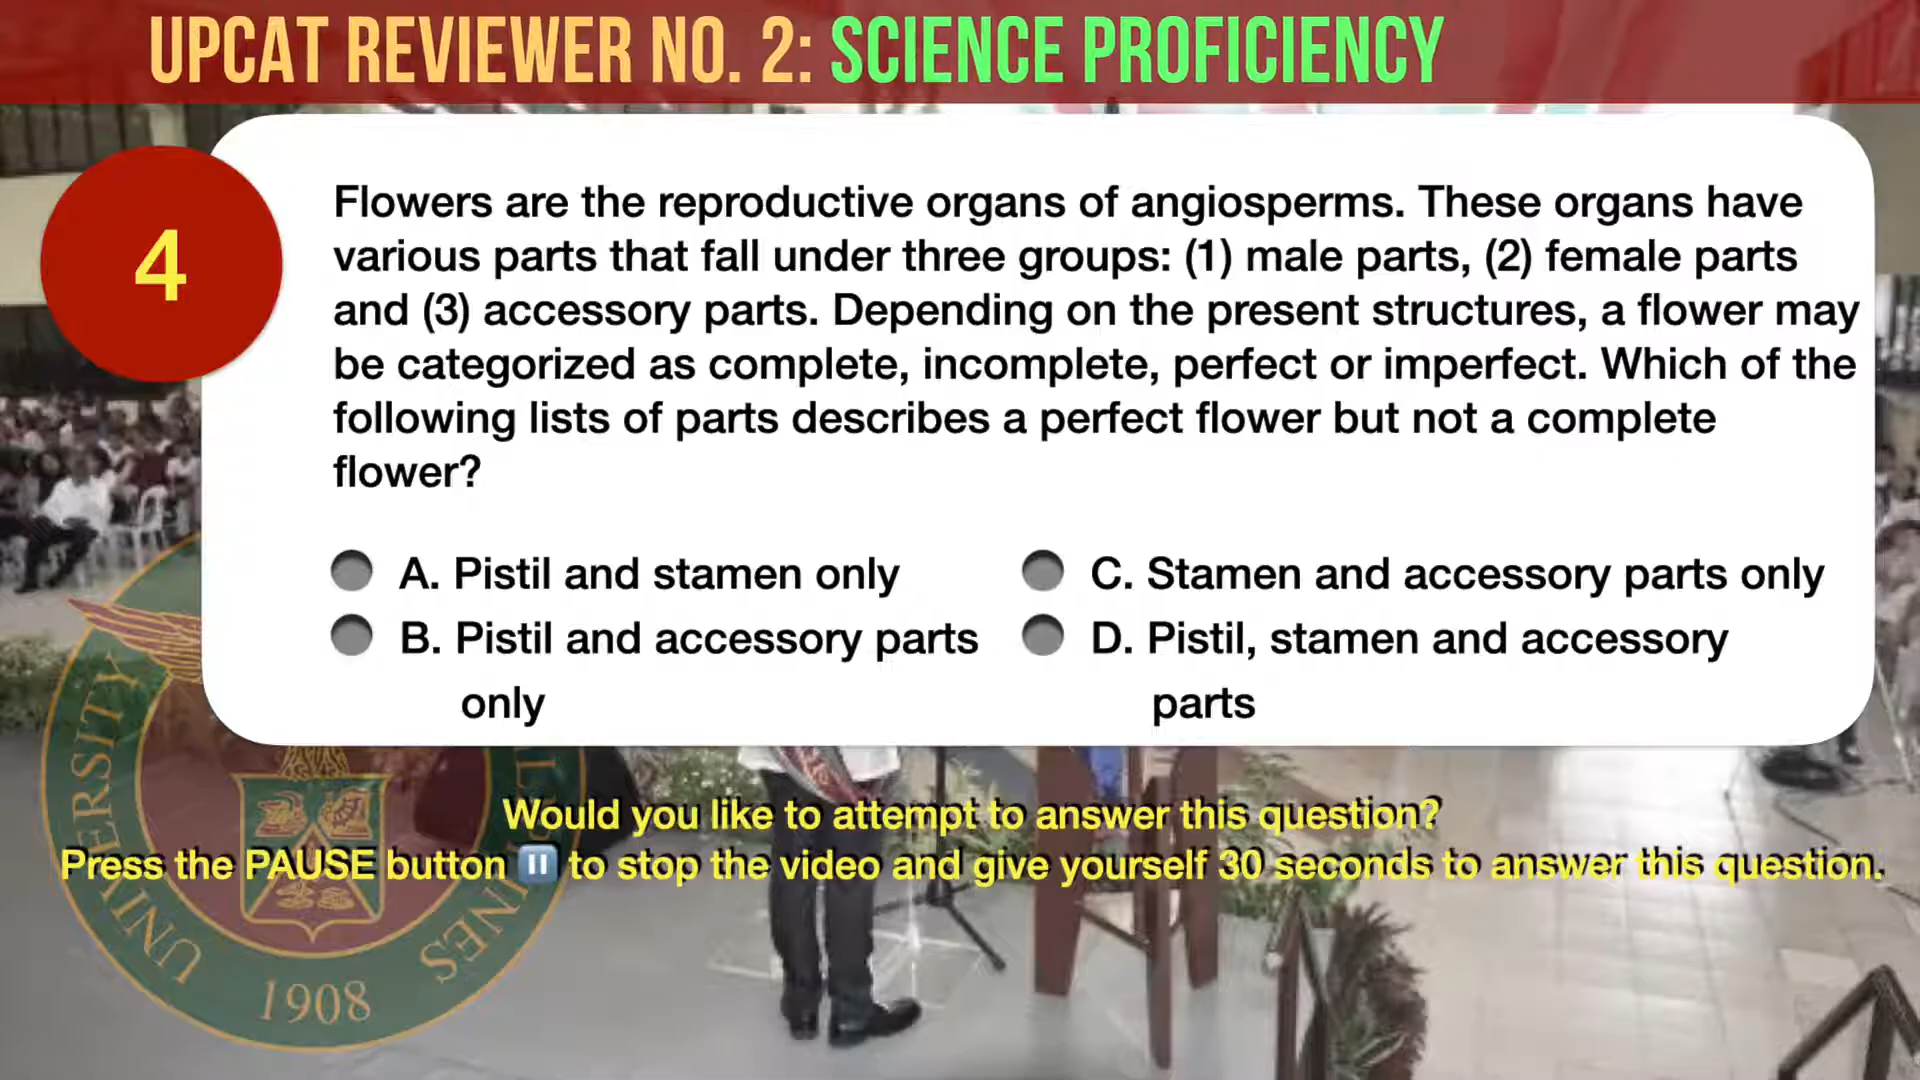 UPCAT REVIEWER NO. 2: SCIENCE PROFICIENCY
4
Flowers are the reproductive organs of angiosperms. These organs have
various parts that fall under three groups: (1) male parts, (2) female parts
and (3) accessory parts. Depending on the present structures, a flower may
be categorized as complete, incomplete, perfect or imperfect. Which of the
following lists of parts describes a perfect flower but not a complete
flower?
A. Pistil and stamen only
B. Pistil and accessory parts
only
C. Stamen and accessory parts only
D. Pistil, stamen and accessory
parts
Would you like to attempt to answer this question?
Press the PAUSE button ⏸ to stop the video and give yourself 30 seconds to answer this question.
UNIVERSITY
1908